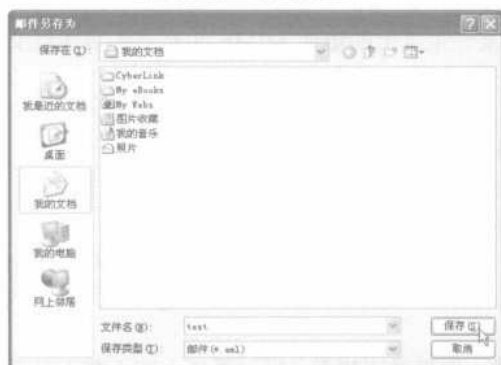 邮件另存为
保存在(I):
我的文档
CyberLink
My eBooks
My Webs
图片收藏
我的音乐
照片
我最近的文档
桌面
我的文档
我的电脑
网上邻居
文件名(N):
test
保存(S)
保存类型(T):
邮件(*.eml)
取消